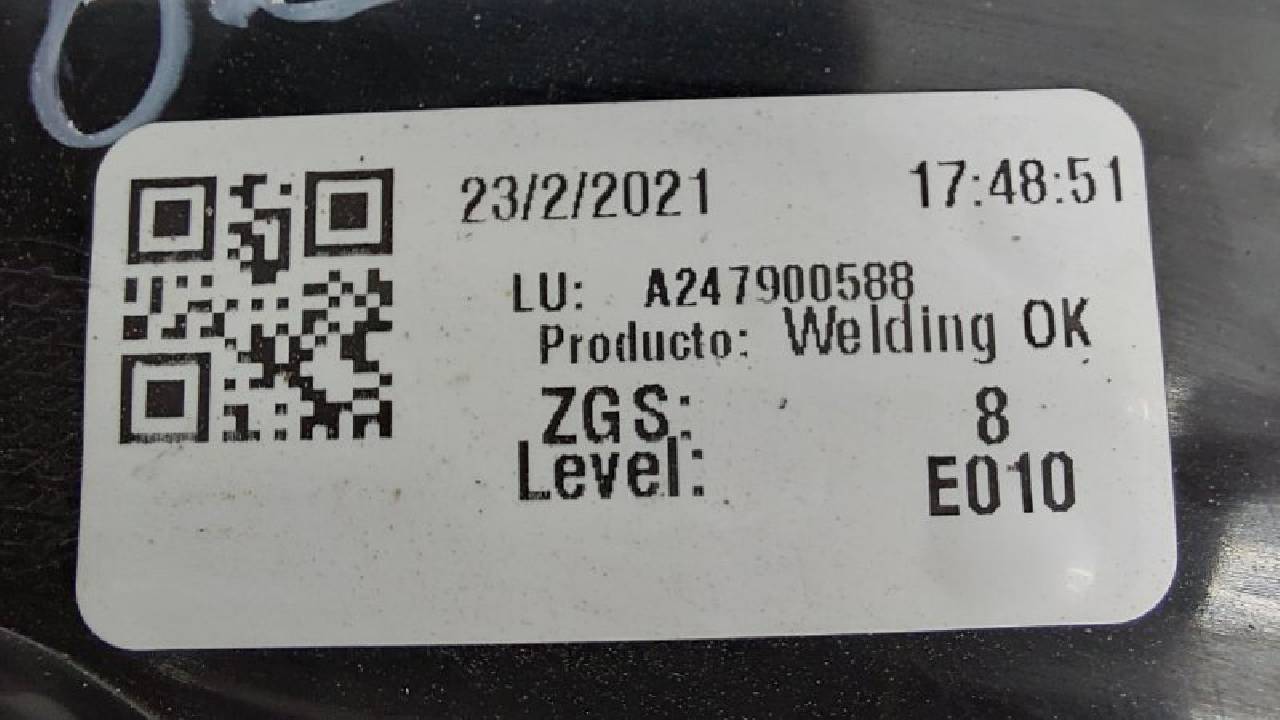 23/2/2021 17:48:51
LU: A247900588
Producto: Welding OK
ZGS: 8
Level: E010